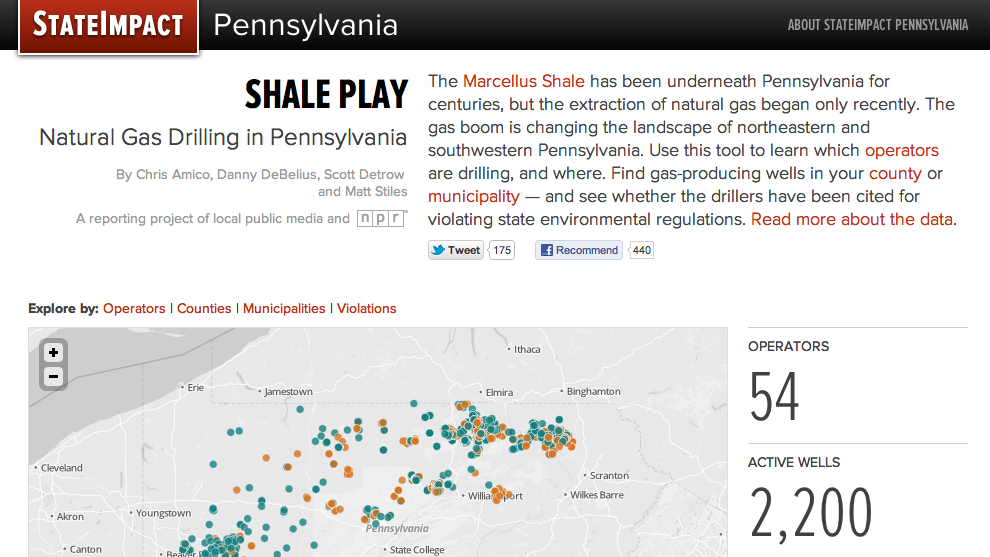 STATEIMPACT Pennsylvania
ABOUT STATEIMPACT PENNSYLVANIA
SHALE PLAY
Natural Gas Drilling in Pennsylvania
By Chris Amico, Danny DeBelius, Scott Detrow
and Matt Stiles
A reporting project of local public media and npr
The Marcellus Shale has been underneath Pennsylvania for
centuries, but the extraction of natural gas began only recently. The
gas boom is changing the landscape of northeastern and
southwestern Pennsylvania. Use this tool to learn which operators
are drilling, and where. Find gas-producing wells in your county or
municipality — and see whether the drillers have been cited for
violating state environmental regulations. Read more about the data.
Tweet 175 Recommend 440
Explore by: Operators | Counties | Municipalities | Violations
+
−
Ithaca
Erie
Jamestown
Elmira
Binghamton
Cleveland
Scranton
Williamsport
Wilkes Barre
Akron
Youngstown
Pennsylvania
Canton
Beaver
State College
OPERATORS
54
ACTIVE WELLS
2,200